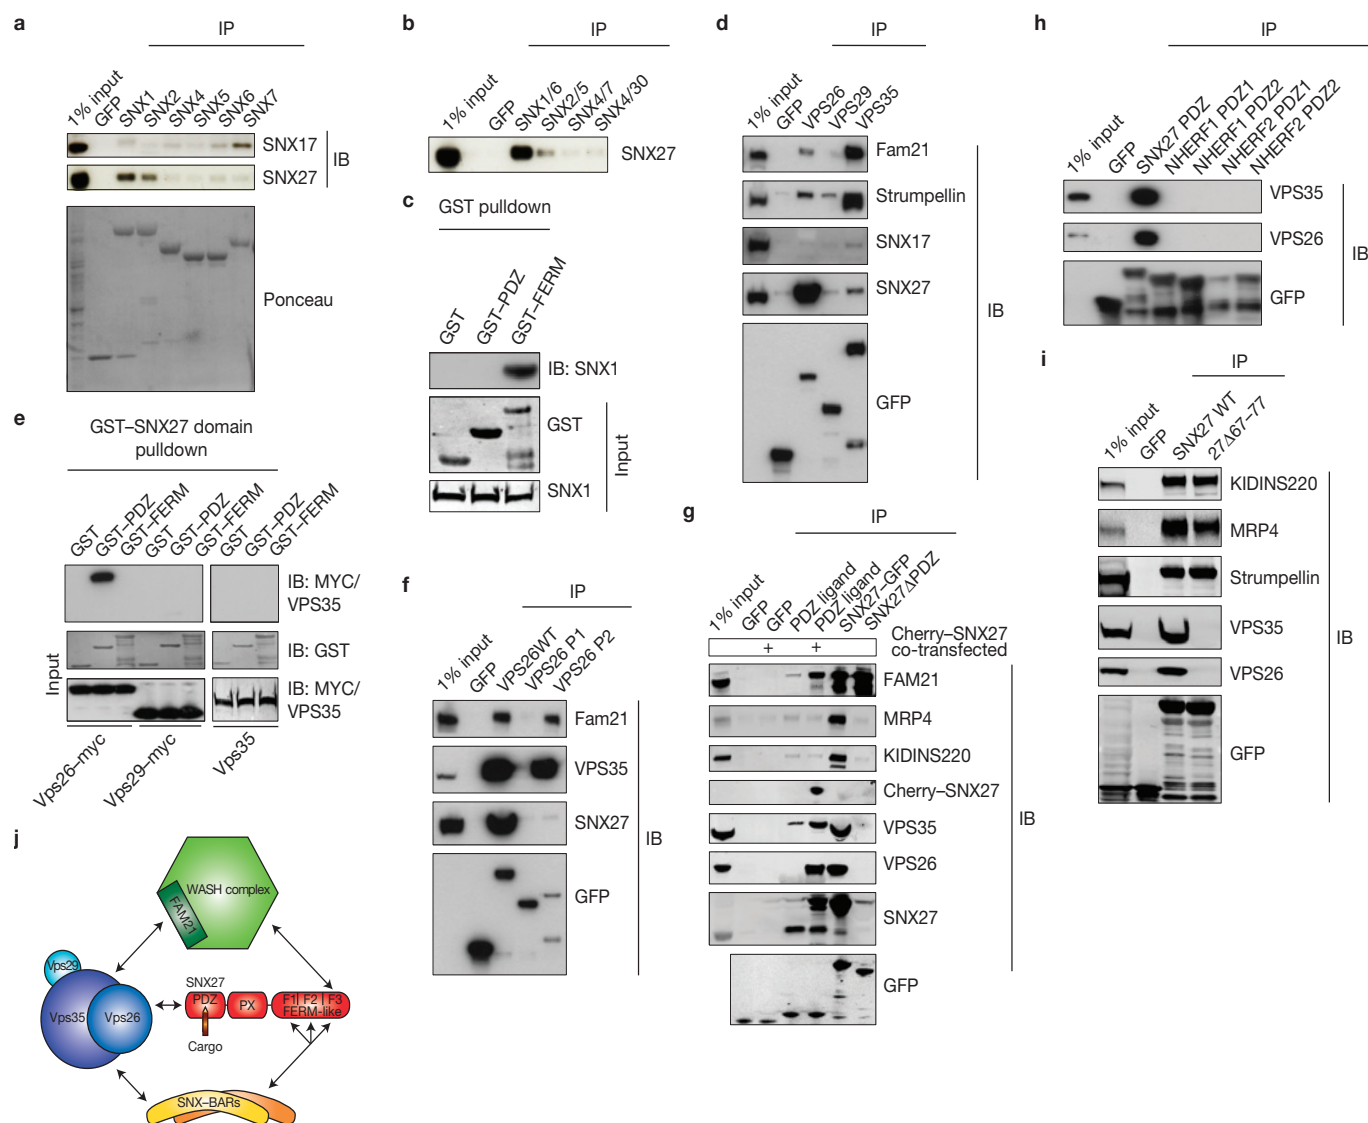 a
IP
1% input
GFP
SNX1
SNX2
SNX4
SNX5
SNX6
SNX7
SNX17
SNX27
IB
Ponceau
b
IP
1% input
GFP
SNX1/6
SNX2/5
SNX4/7
SNX4/30
SNX27
c
GST pulldown
GST
GST–PDZ
GST–FERM
IB: SNX1
GST
SNX1
Input
d
IP
1% input
GFP
VPS26
VPS29
VPS35
Fam21
Strumpellin
SNX17
SNX27
GFP
IB
e
GST–SNX27 domain
pulldown
GST
GST–PDZ
GST–FERM
GST
GST–PDZ
GST–FERM
GST
GST–PDZ
GST–FERM
IB: MYC/
VPS35
IB: GST
IB: MYC/
VPS35
Input
Vps26–myc
Vps29–myc
Vps35
f
IP
1% input
GFP
VPS26WT
VPS26 P1
VPS26 P2
Fam21
VPS35
SNX27
GFP
IB
g
IP
1% input
GFP
GFP
PDZ ligand
PDZ ligand
SNX27–GFP
SNX27ΔPDZ
+ +
Cherry–SNX27
co-transfected
FAM21
MRP4
KIDINS220
Cherry–SNX27
VPS35
VPS26
SNX27
GFP
IB
h
IP
1% input
GFP
SNX27 PDZ
NHERF1 PDZ1
NHERF1 PDZ2
NHERF2 PDZ1
NHERF2 PDZ2
VPS35
VPS26
GFP
IB
i
IP
1% input
GFP
SNX27 WT
27Δ67–77
KIDINS220
MRP4
Strumpellin
VPS35
VPS26
GFP
IB
j
WASH complex
FAM21
Vps29
Vps35
Vps26
SNX27
PDZ
PX
F1 F2 F3
FERM-like
Cargo
SNX–BARs